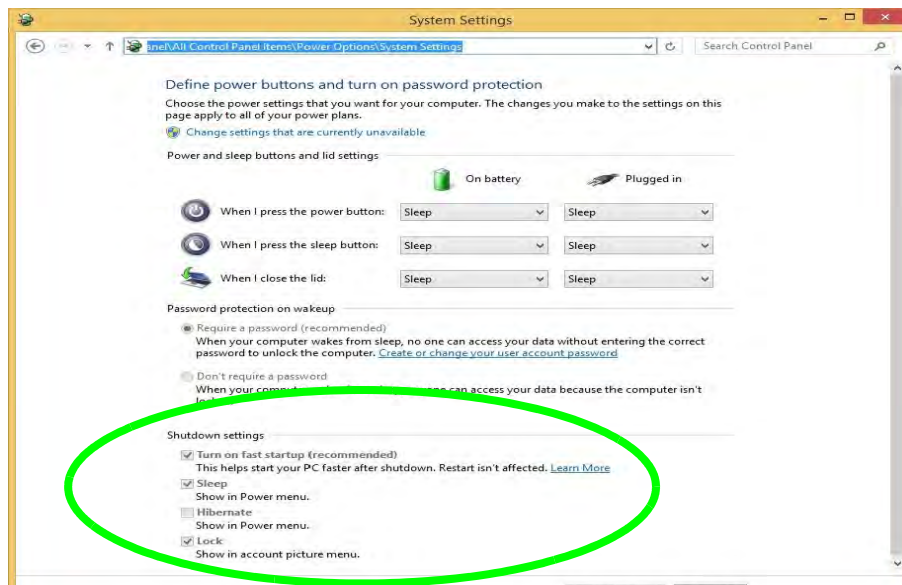 System Settings
anel\All Control Panel Items\Power Options\System Settings
Search Control Panel
Define power buttons and turn on password protection
Choose the power settings that you want for your computer. The changes you make to the settings on this
page apply to all of your power plans.
Change settings that are currently unavailable
Power and sleep buttons and lid settings
On battery
Plugged in
When I press the power button:
Sleep
Sleep
When I press the sleep button:
Sleep
Sleep
When I close the lid:
Sleep
Sleep
Password protection on wakeup
Require a password (recommended)
When your computer wakes from sleep, no one can access your data without entering the correct
password to unlock the computer. Create or change your user account password
Don't require a password
When your one can access your data because the computer isn't
Shutdown settings
Turn on fast startup (recommended)
This helps start your PC faster after shutdown. Restart isn't affected. Learn More
Sleep
Show in Power menu.
Hibernate
Show in Power menu.
Lock
Show in account picture menu.